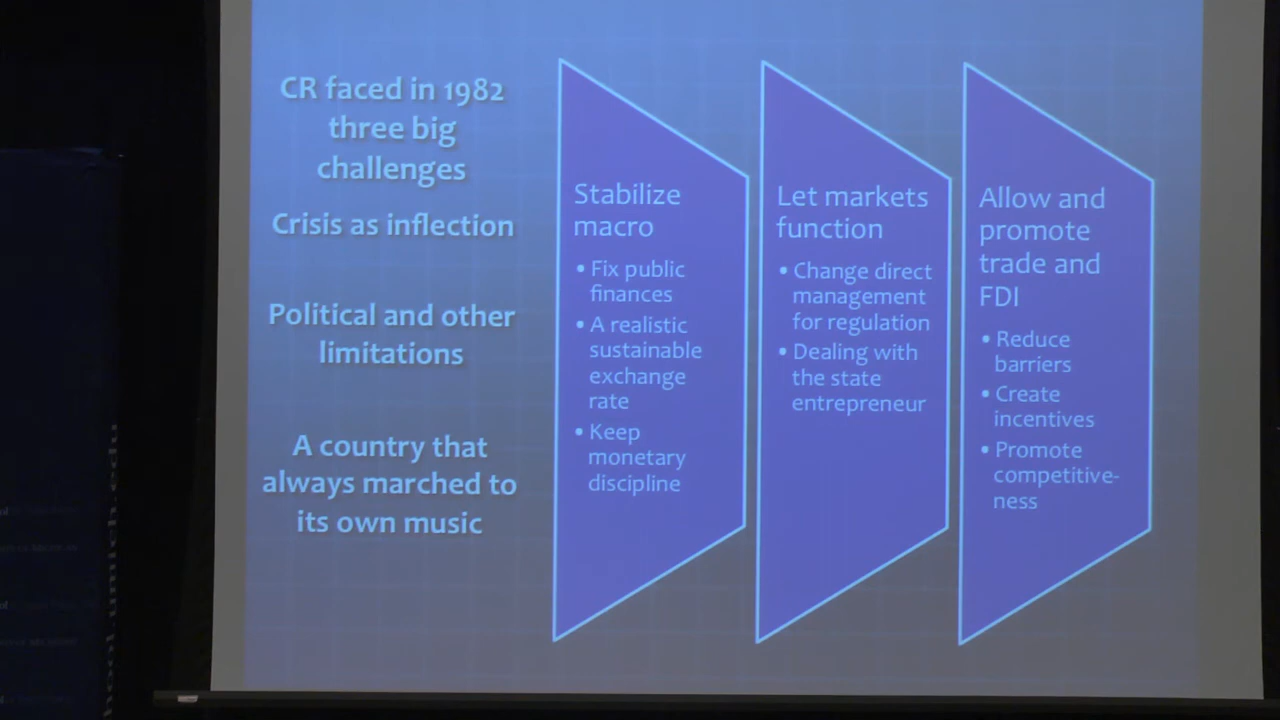 CR faced in 1982
three big
challenges
Crisis as inflection
Political and other
limitations
A country that
always marched to
its own music
Stabilize
macro
• Fix public
finances
• A realistic
sustainable
exchange
rate
• Keep
monetary
discipline
Let markets
function
• Change direct
management
for regulation
• Dealing with
the state
entrepreneur
Allow and
promote
trade and
FDI
• Reduce
barriers
• Create
incentives
• Promote
competitive-
ness